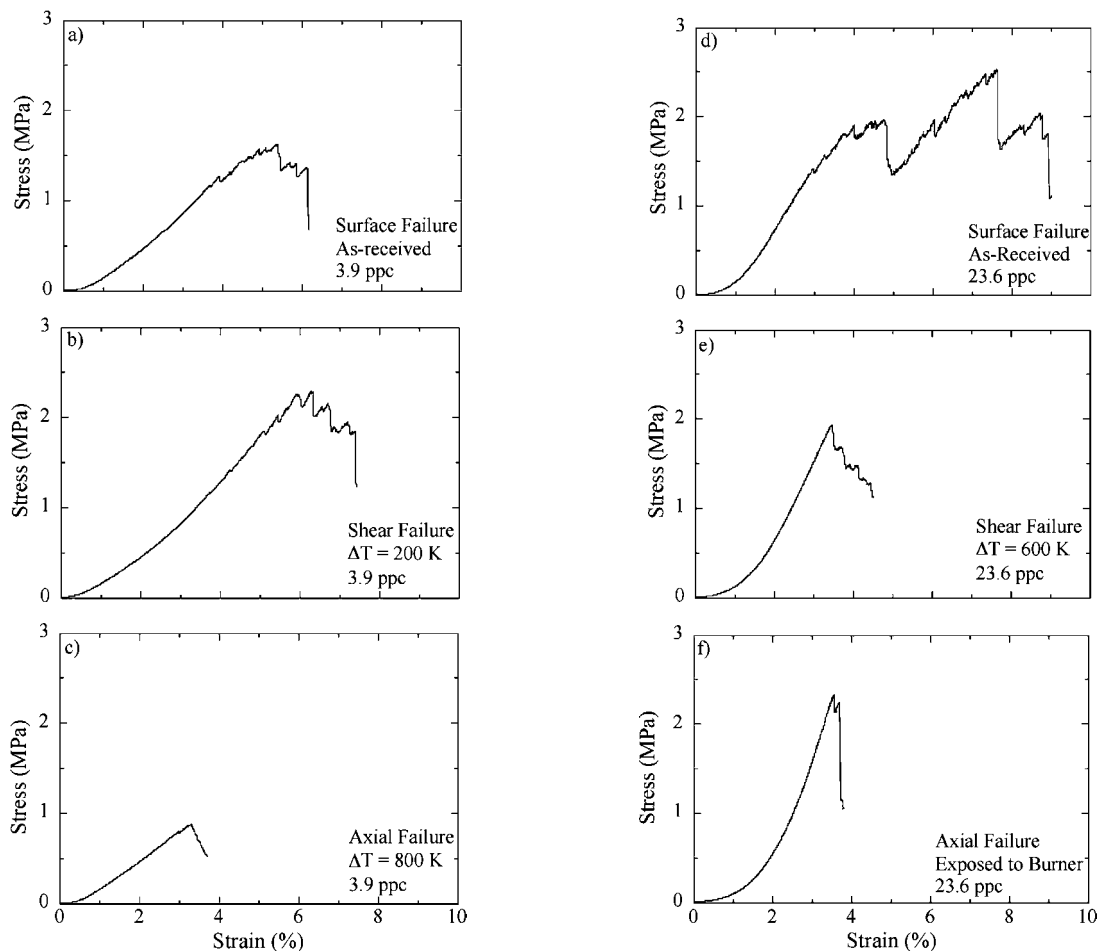 a)
3
2
1
0
Stress (MPa)
Surface Failure
As-received
3.9 ppc
b)
3
2
1
0
Stress (MPa)
Shear Failure
ΔT = 200 K
3.9 ppc
c)
3
2
1
0
Stress (MPa)
Axial Failure
ΔT = 800 K
3.9 ppc
0 2 4 6 8 10
Strain (%)
d)
3
2
1
0
Stress (MPa)
Surface Failure
As-Received
23.6 ppc
e)
3
2
1
0
Stress (MPa)
Shear Failure
ΔT = 600 K
23.6 ppc
f)
3
2
1
0
Stress (MPa)
Axial Failure
Exposed to Burner
23.6 ppc
0 2 4 6 8 10
Strain (%)